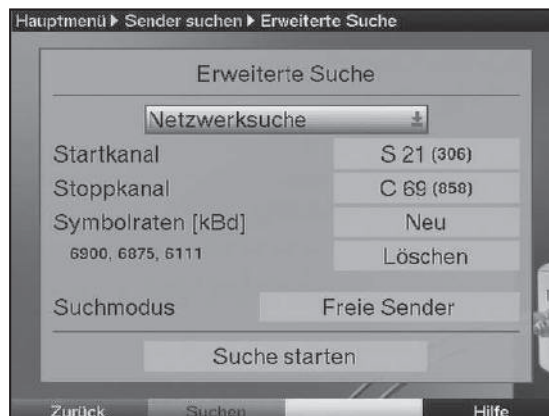 Hauptmenü ▶ Sender suchen ▶ Erweiterte Suche
Erweiterte Suche
Netzwerksuche
Startkanal S 21 (306)
Stoppkanal C 69 (858)
Symbolraten [kBd] Neu
6900, 6875, 6111 Löschen
Suchmodus Freie Sender
Suche starten
Zurück Suchen Hilfe